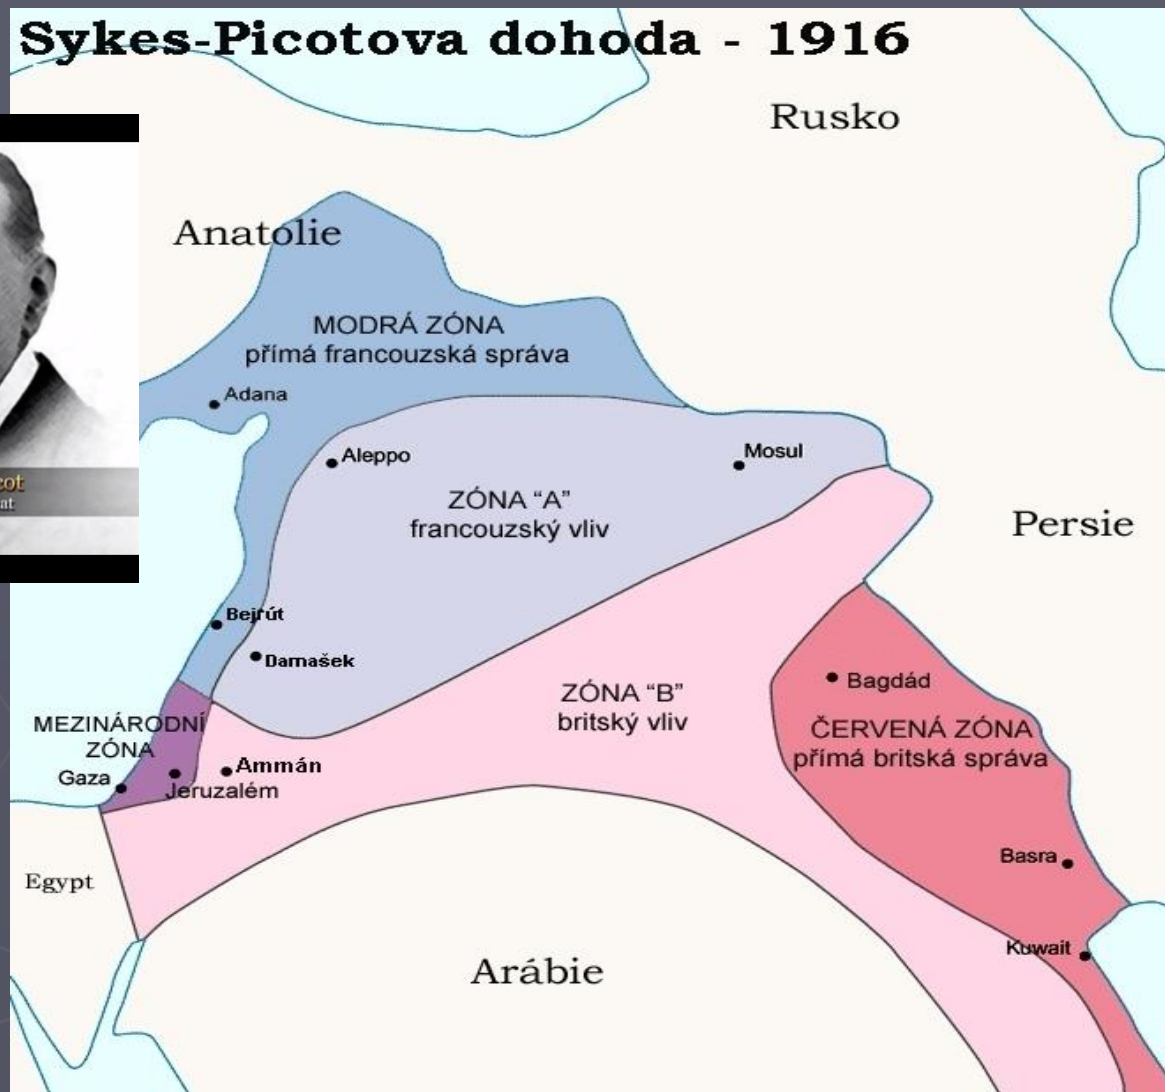 Sykes-Picotova dohoda - 1916
Rusko
Anatolie
MODRÁ ZÓNA
přímá francouzská správa
Adana
Aleppo
Mosul
ZÓNA “A”
francouzský vliv
Persie
Bejrút
Damašek
ZÓNA “B”
britský vliv
Bagdád
ČERVENÁ ZÓNA
přímá britská správa
MEZINÁRODNÍ
ZÓNA
Gaza
Ammán
Jeruzalém
Basra
Egypt
Kuwait
Arábie